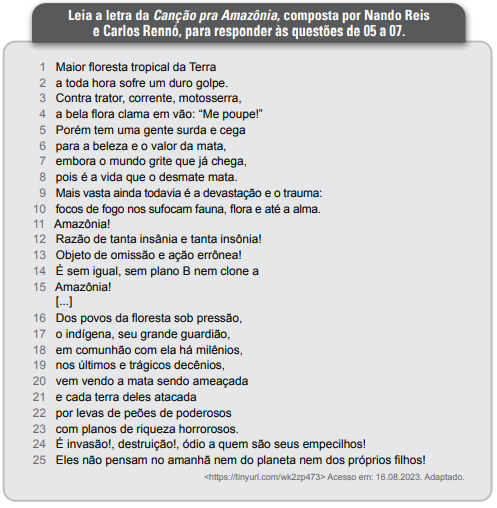 Leia a letra da Canção pra Amazônia, composta por Nando Reis
e Carlos Rennó, para responder às questões de 05 a 07.
1 Maior floresta tropical da Terra
2 a toda hora sofre um duro golpe.
3 Contra trator, corrente, motosserra,
4 a bela flora clama em vão: “Me poupe!”
5 Porém tem uma gente surda e cega
6 para a beleza e o valor da mata,
7 embora o mundo grite que já chega,
8 pois é a vida que o desmate mata.
9 Mais vasta ainda todavia é a devastação e o trauma:
10 focos de fogo nos sufocam fauna, flora e até a alma.
11 Amazônia!
12 Razão de tanta insânia e tanta insônia!
13 Objeto de omissão e ação errônea!
14 É sem igual, sem plano B nem clone a
15 Amazônia!
[...]
16 Dos povos da floresta sob pressão,
17 o indígena, seu grande guardião,
18 em comunhão com ela há milênios,
19 nos últimos e trágicos decênios,
20 vem vendo a mata sendo ameaçada
21 e cada terra deles atacada
22 por levas de peões de poderosos
23 com planos de riqueza horrorosos.
24 É invasão!, destruição!, ódio a quem são seus empecilhos!
25 Eles não pensam no amanhã nem do planeta nem dos próprios filhos!
<https://tinyurl.com/wk2zp473> Acesso em: 16.08.2023. Adaptado.